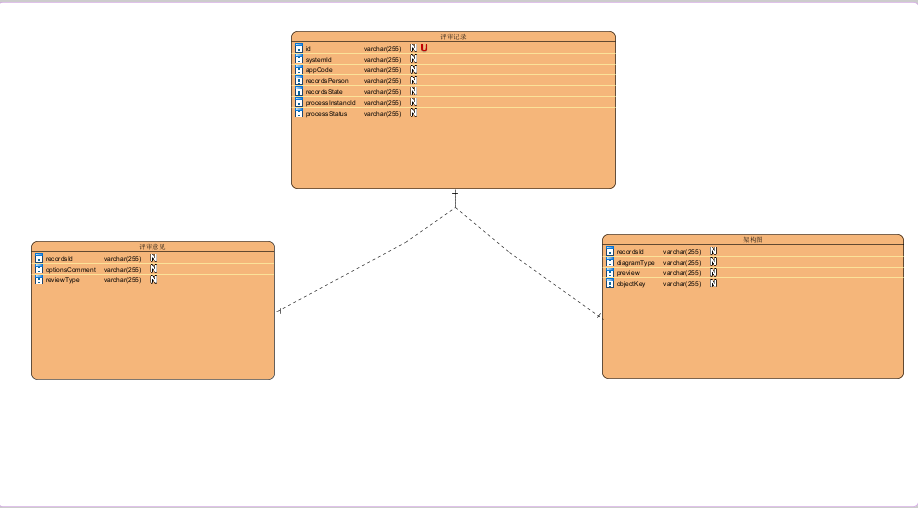 评审记录
id varchar(255) N U
systemId varchar(255) N
appCode varchar(255) N
recordsPerson varchar(255) N
recordsState varchar(255) N
processInstancId varchar(255) N
processStatus varchar(255) N
评审意见
recordsId varchar(255) N
optionsComment varchar(255) N
reviewType varchar(255) N
架构图
recordsId varchar(255) N
diagramType varchar(255) N
preview varchar(255) N
objectKey varchar(255) N